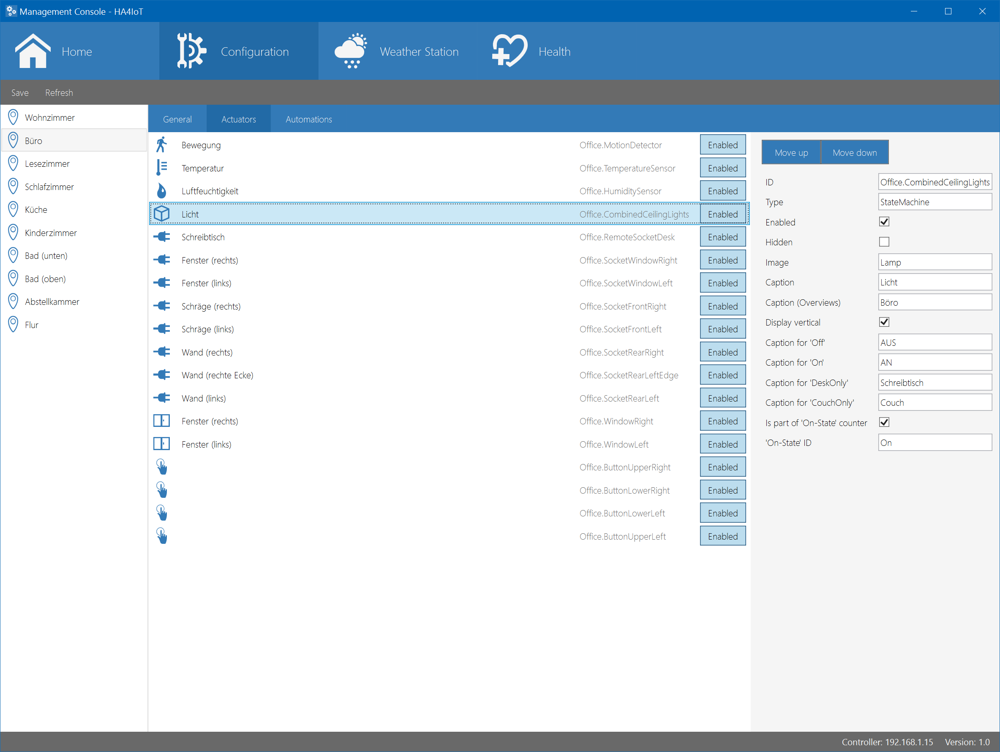 Management Console - HA4IoT
Home
Configuration
Weather Station
Health
Save Refresh
Wohnzimmer
Büro
Lesezimmer
Schlafzimmer
Küche
Kinderzimmer
Bad (unten)
Bad (oben)
Abstellkammer
Flur
General Actuators Automations
Bewegung Office.MotionDetector Enabled
Temperatur Office.TemperatureSensor Enabled
Luftfeuchtigkeit Office.HumiditySensor Enabled
Licht Office.CombinedCeilingLights Enabled
Schreibtisch Office.RemoteSocketDesk Enabled
Fenster (rechts) Office.SocketWindowRight Enabled
Fenster (links) Office.SocketWindowLeft Enabled
Schräge (rechts) Office.SocketFrontRight Enabled
Schräge (links) Office.SocketFrontLeft Enabled
Wand (rechts) Office.SocketRearRight Enabled
Wand (rechte Ecke) Office.SocketRearLeftEdge Enabled
Wand (links) Office.SocketRearLeft Enabled
Fenster (rechts) Office.WindowRight Enabled
Fenster (links) Office.WindowLeft Enabled
Office.ButtonUpperRight Enabled
Office.ButtonLowerRight Enabled
Office.ButtonLowerLeft Enabled
Office.ButtonUpperLeft Enabled
Move up Move down
ID Office.CombinedCeilingLights
Type StateMachine
Enabled
Hidden
Image Lamp
Caption Licht
Caption (Overviews) Böro
Display vertical
Caption for 'Off' AUS
Caption for 'On' AN
Caption for 'DeskOnly' Schreibtisch
Caption for 'CouchOnly' Couch
Is part of 'On-State' counter
'On-State' ID On
Controller: 192.168.1.15 Version: 1.0